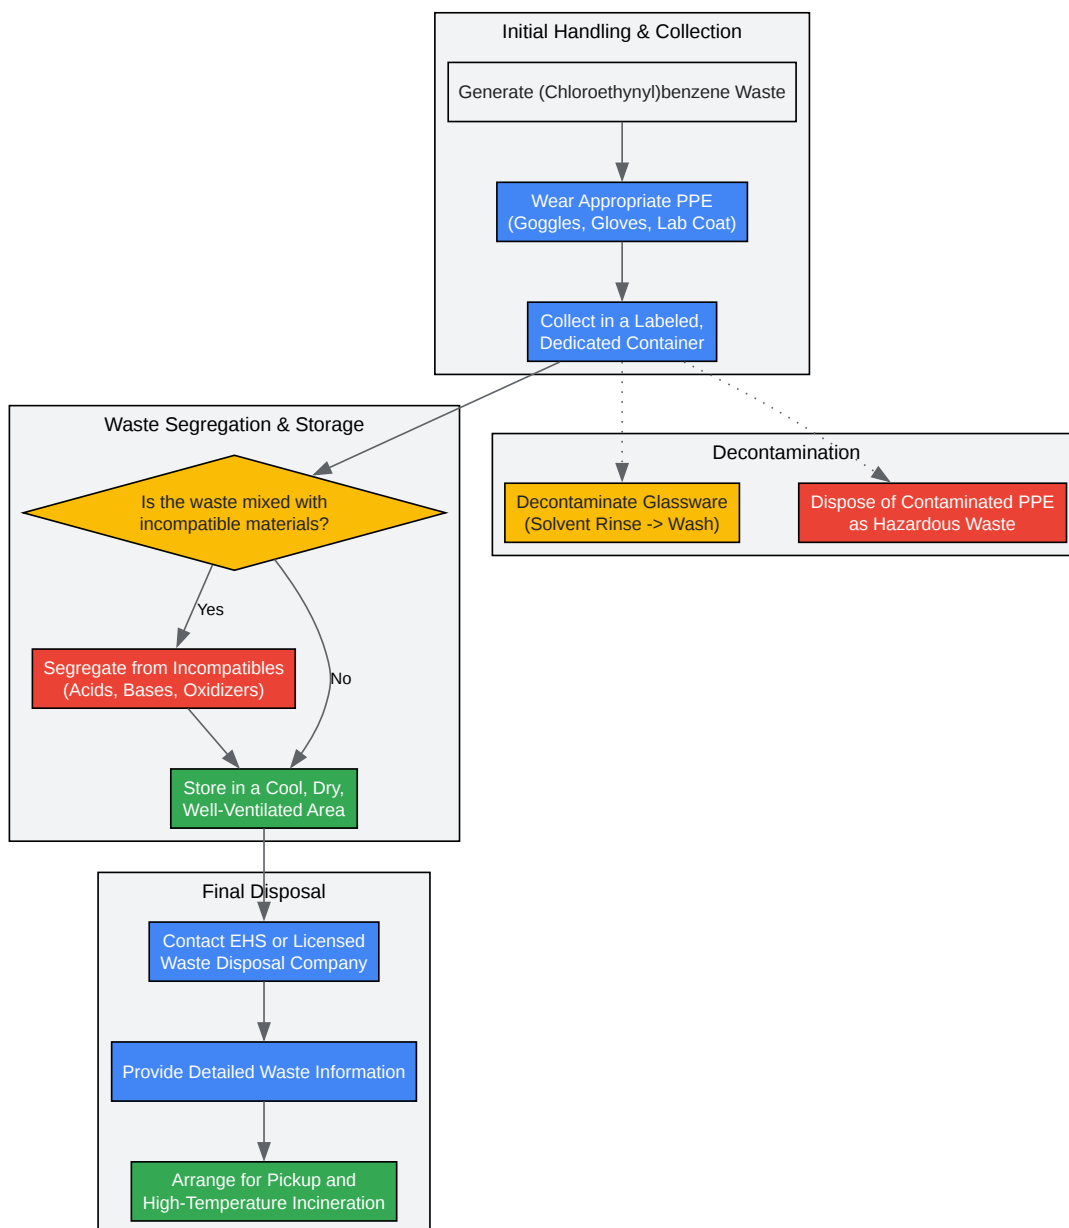 Initial Handling & Collection
Generate (Chloroethynyl)benzene Waste
Wear Appropriate PPE
(Goggles, Gloves, Lab Coat)
Collect in a Labeled,
Dedicated Container
Waste Segregation & Storage
Is the waste mixed with
incompatible materials?
Yes
No
Segregate from Incompatibles
(Acids, Bases, Oxidizers)
Store in a Cool, Dry,
Well-Ventilated Area
Decontamination
Decontaminate Glassware
(Solvent Rinse -> Wash)
Dispose of Contaminated PPE
as Hazardous Waste
Final Disposal
Contact EHS or Licensed
Waste Disposal Company
Provide Detailed Waste Information
Arrange for Pickup and
High-Temperature Incineration